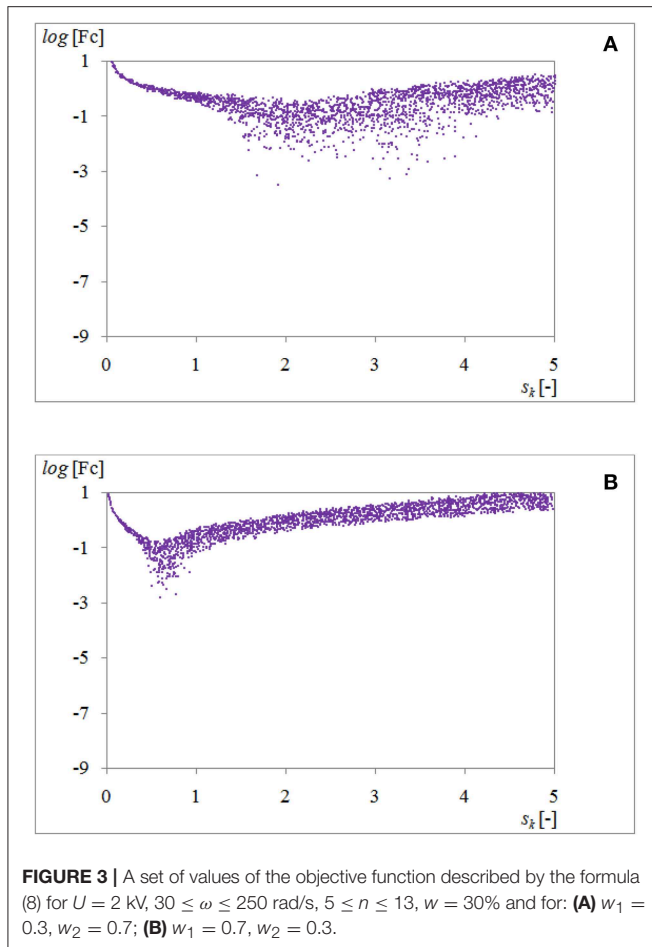 log [Fc]
A
1
-1
-3
-5
-7
-9
0 1 2 3 4 5
s_k [-]
log [Fc]
B
1
-1
-3
-5
-7
-9
0 1 2 3 4 5
s_k [-]
FIGURE 3 | A set of values of the objective function described by the formula
(8) for U = 2 kV, 30 ≤ ω ≤ 250 rad/s, 5 ≤ n ≤ 13, w = 30% and for: (A) w₁ =
0.3, w₂ = 0.7; (B) w₁ = 0.7, w₂ = 0.3.